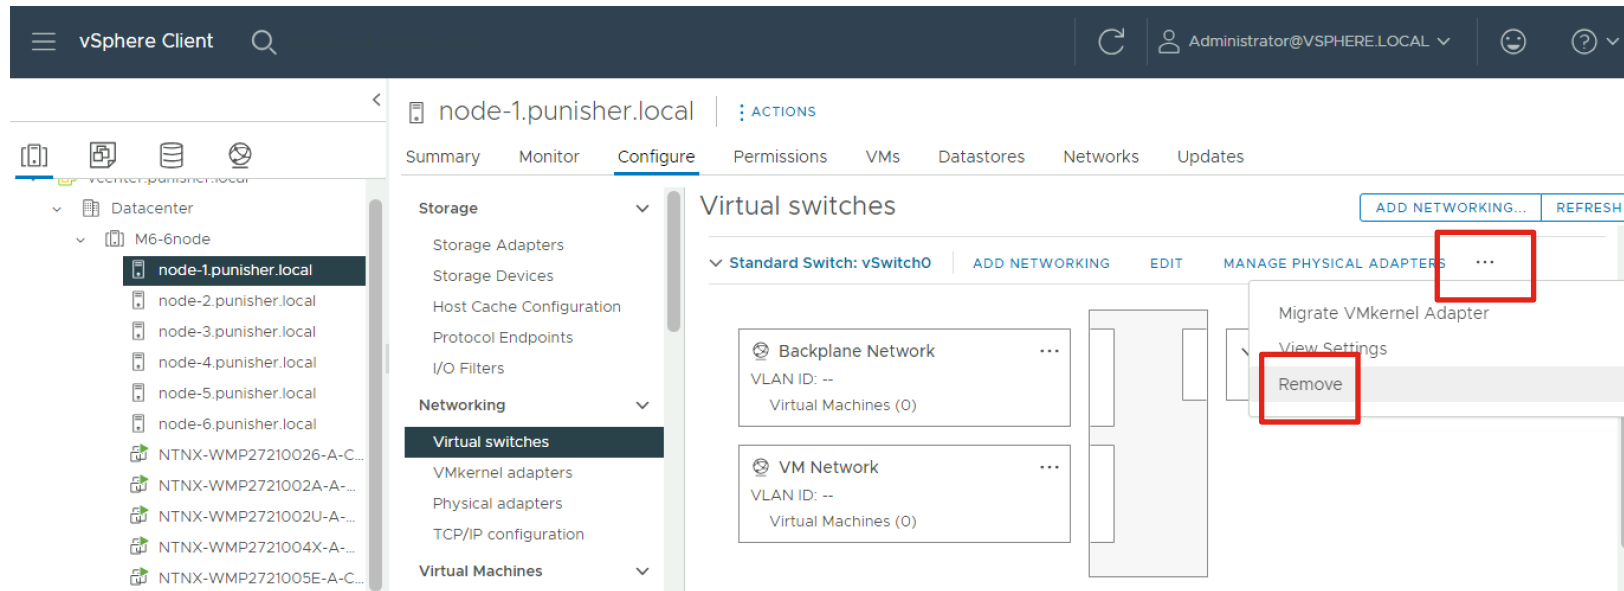 vSphere Client
Administrator@VSPHERE.LOCAL
node-1.punisher.local
ACTIONS
Summary Monitor Configure Permissions VMs Datastores Networks Updates
vcenter.punisher.local
Datacenter
M6-6node
node-1.punisher.local
node-2.punisher.local
node-3.punisher.local
node-4.punisher.local
node-5.punisher.local
node-6.punisher.local
NTNX-WMP27210026-A-C...
NTNX-WMP2721002A-A-...
NTNX-WMP2721002U-A-...
NTNX-WMP2721004X-A-...
NTNX-WMP2721005E-A-C...
Storage
Storage Adapters
Storage Devices
Host Cache Configuration
Protocol Endpoints
I/O Filters
Networking
Virtual switches
VMkernel adapters
Physical adapters
TCP/IP configuration
Virtual Machines
Virtual switches
ADD NETWORKING... REFRESH
Standard Switch: vSwitch0 ADD NETWORKING EDIT MANAGE PHYSICAL ADAPTERS ...
Migrate VMkernel Adapter
View Settings
Remove
Backplane Network ...
VLAN ID: --
Virtual Machines (0)
VM Network ...
VLAN ID: --
Virtual Machines (0)